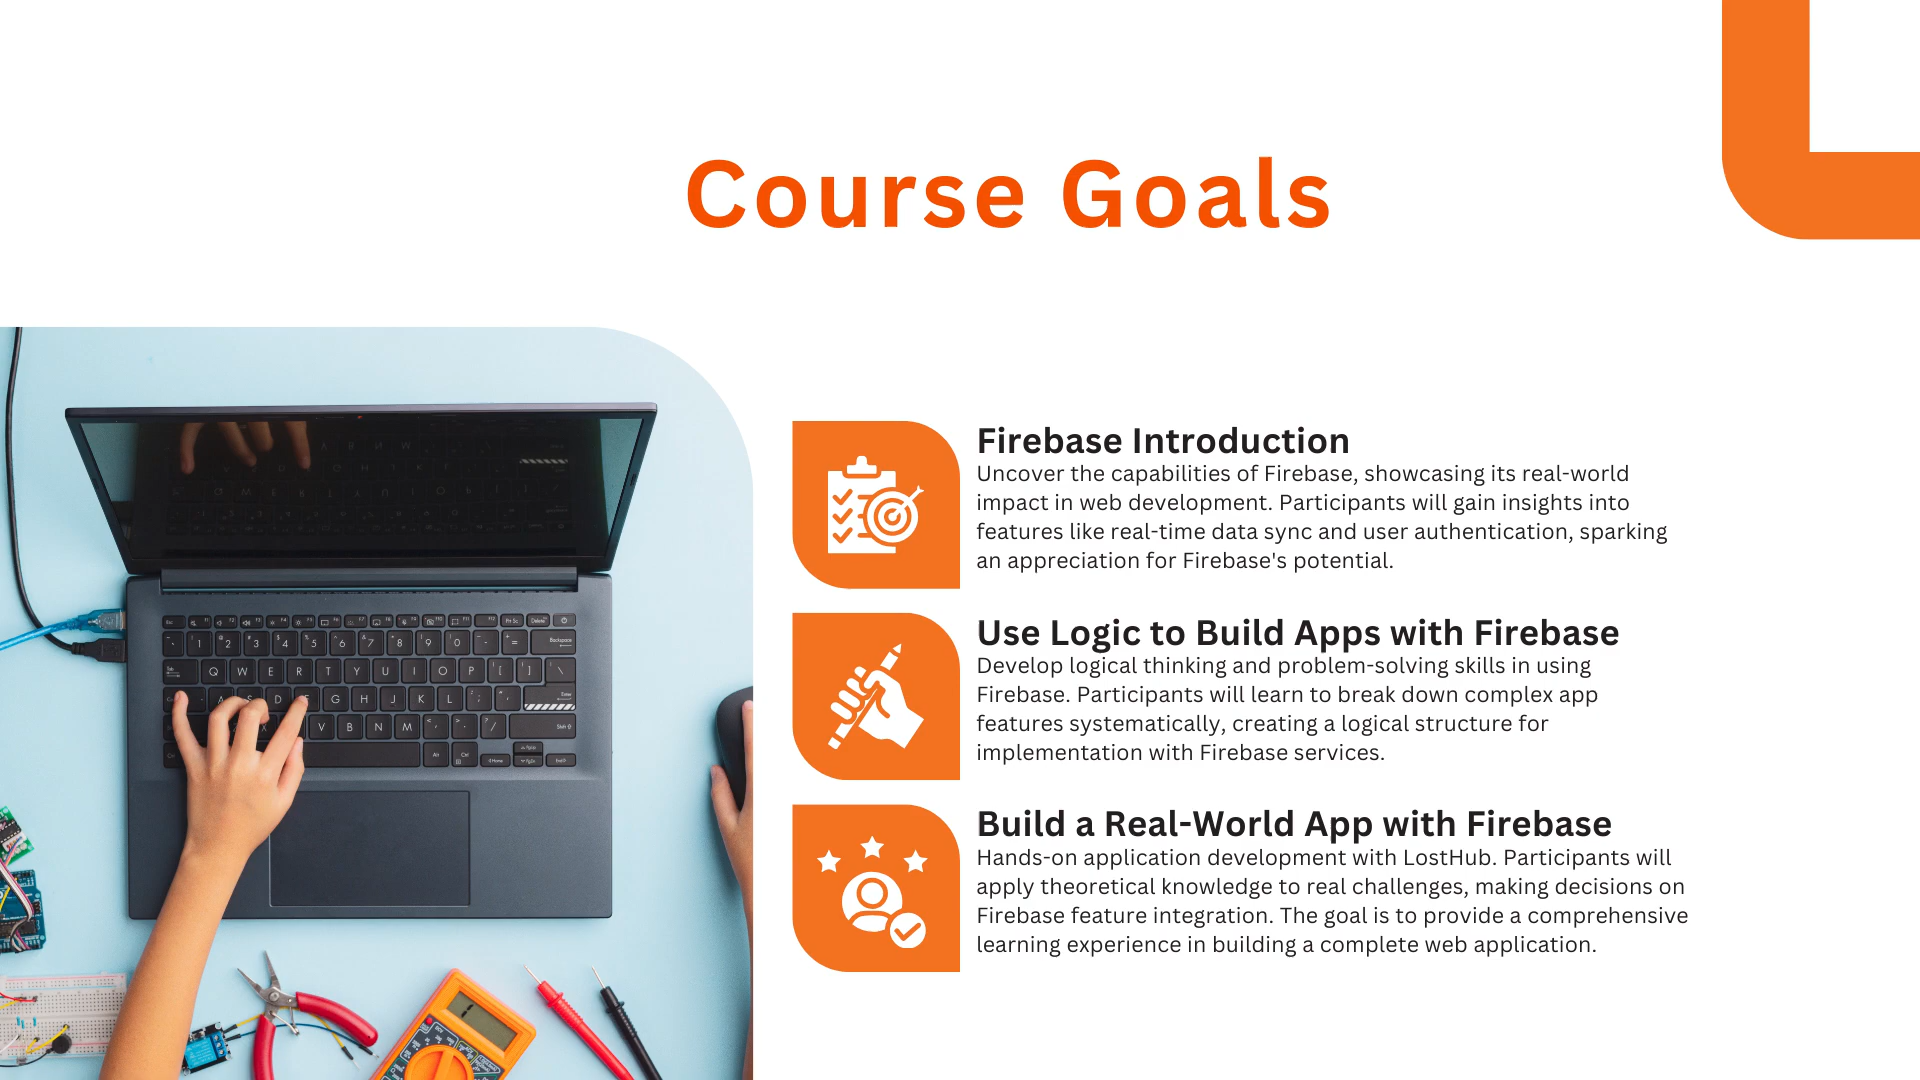 Course Goals
Firebase Introduction
Uncover the capabilities of Firebase, showcasing its real-world
impact in web development. Participants will gain insights into
features like real-time data sync and user authentication, sparking
an appreciation for Firebase's potential.
Use Logic to Build Apps with Firebase
Develop logical thinking and problem-solving skills in using
Firebase. Participants will learn to break down complex app
features systematically, creating a logical structure for
implementation with Firebase services.
Build a Real-World App with Firebase
Hands-on application development with LostHub. Participants will
apply theoretical knowledge to real challenges, making decisions on
Firebase feature integration. The goal is to provide a comprehensive
learning experience in building a complete web application.